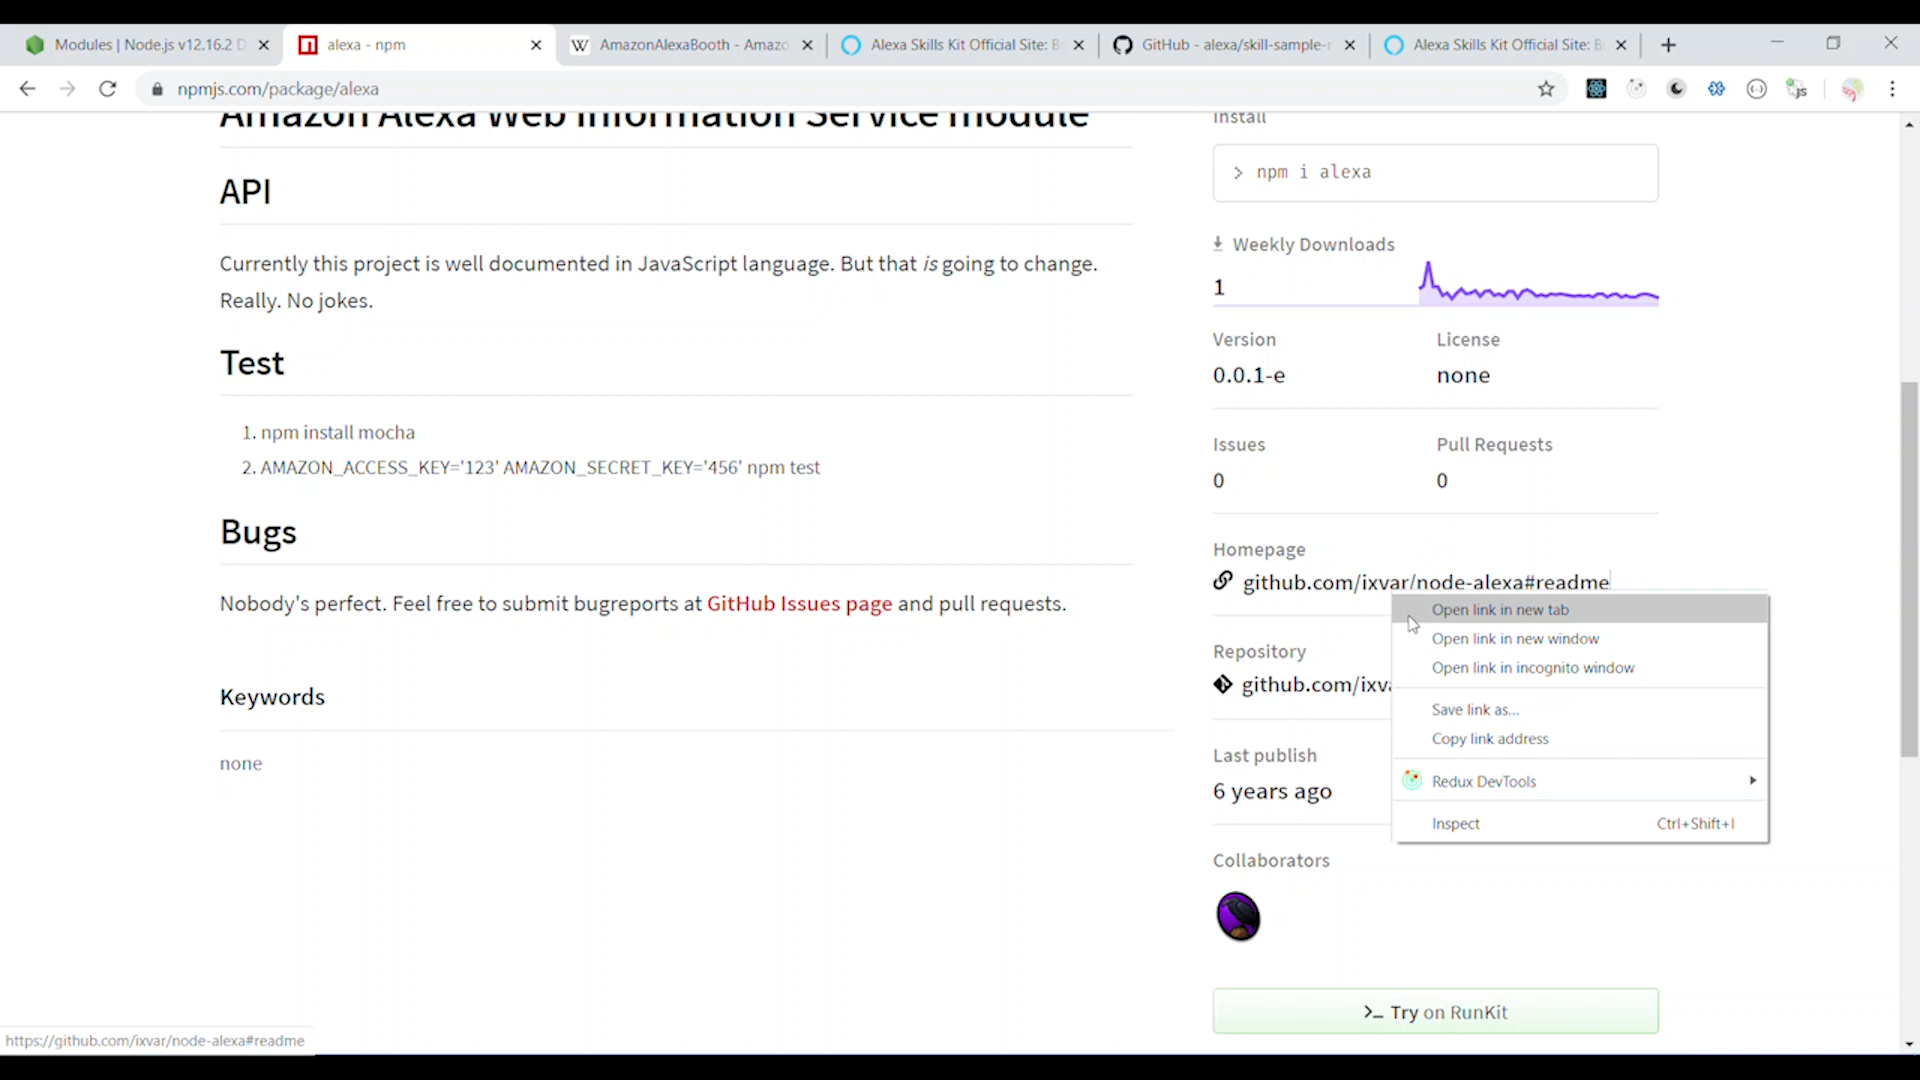 Modules | Node.js v12.16.2 D
alexa - npm
AmazonAlexaBooth - Amazo
Alexa Skills Kit Official Site: B
GitHub - alexa/skill-sample-n
Alexa Skills Kit Official Site: B
npmjs.com/package/alexa
Amazon Alexa Web Information Service module
API
Currently this project is well documented in JavaScript language. But that is going to change.
Really. No jokes.
Test
1. npm install mocha
2. AMAZON_ACCESS_KEY='123' AMAZON_SECRET_KEY='456' npm test
Bugs
Nobody's perfect. Feel free to submit bugreports at GitHub Issues page and pull requests.
Keywords
none
Install
> npm i alexa
Weekly Downloads
1
Version
License
0.0.1-e
none
Issues
Pull Requests
0
0
Homepage
github.com/ixvar/node-alexa#readme
Repository
github.com/ixva
Last publish
6 years ago
Collaborators
>_ Try on RunKit
Open link in new tab
Open link in new window
Open link in incognito window
Save link as...
Copy link address
Redux DevTools
Inspect
Ctrl+Shift+I
https://github.com/ixvar/node-alexa#readme